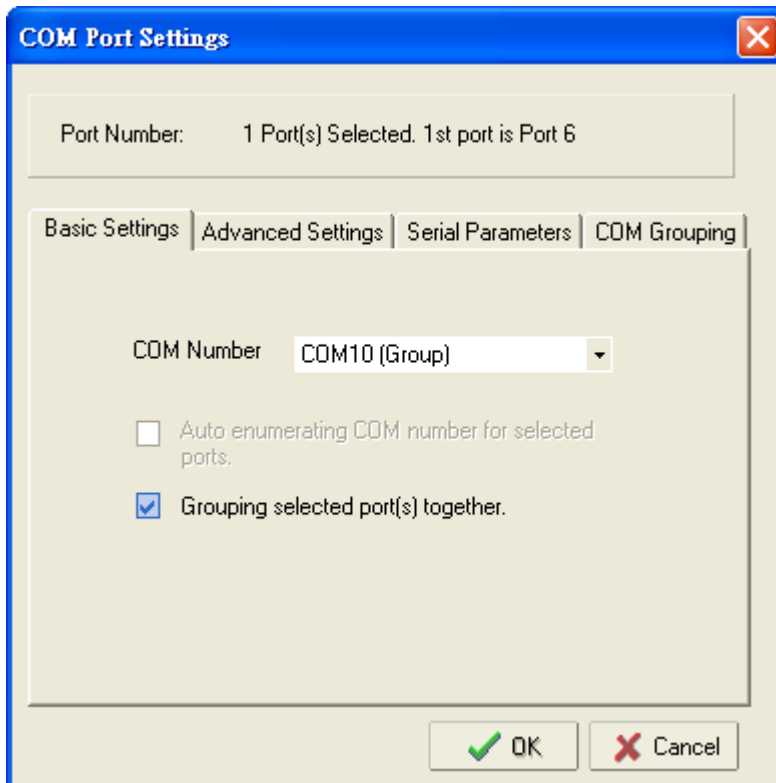 COM Port Settings
Port Number: 1 Port(s) Selected. 1st port is Port 6
Basic Settings Advanced Settings Serial Parameters COM Grouping
COM Number COM10 (Group)
Auto enumerating COM number for selected
ports.
Grouping selected port(s) together.
OK Cancel